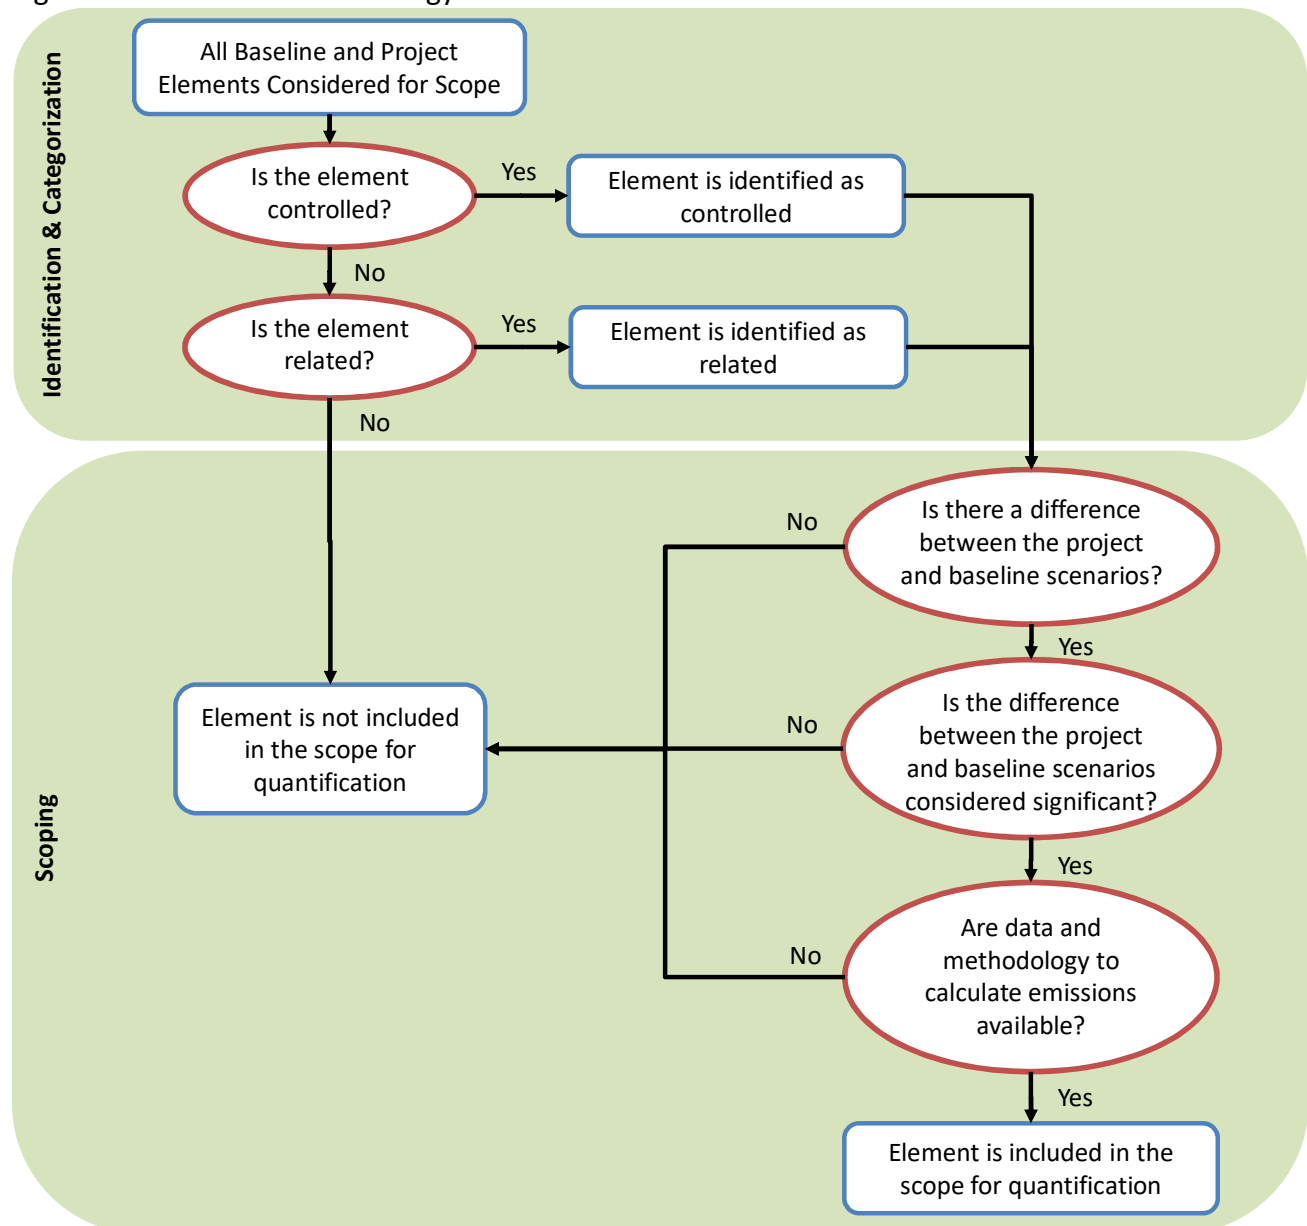 All Baseline and Project
Elements Considered for Scope
Identification & Categorization
Is the element
controlled?
Yes
Element is identified as
controlled
No
Is the element
related?
Yes
Element is identified as
related
No
Is there a difference
between the project
and baseline scenarios?
No
Yes
Is the difference
between the project
and baseline scenarios
considered significant?
No
Element is not included
in the scope for
quantification
Yes
Scoping
Are data and
methodology to
calculate emissions
available?
No
Yes
Element is included in the
scope for quantification